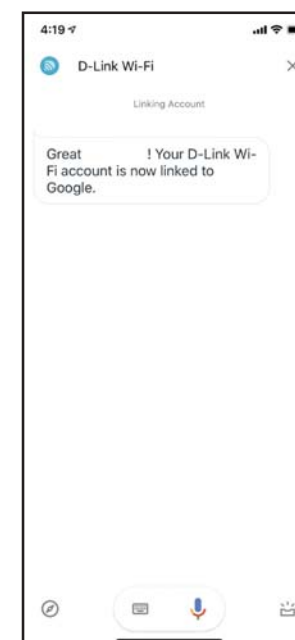 4:19
D-Link Wi-Fi
Linking Account
Great ! Your D-Link Wi-
Fi account is now linked to
Google.